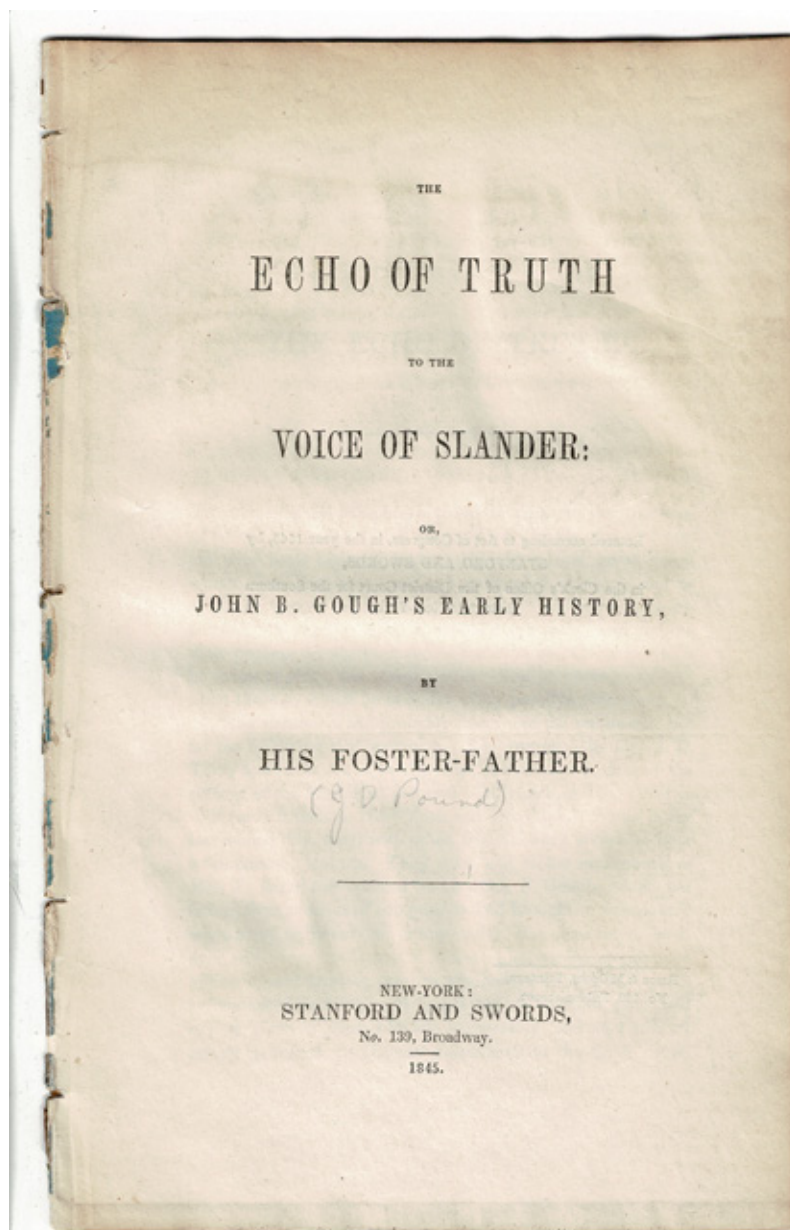 THE
ECHO OF TRUTH
TO THE
VOICE OF SLANDER:
OR,
JOHN B. GOUGH'S EARLY HISTORY,
BY
HIS FOSTER-FATHER.
(J. D. Pound)
NEW-YORK:
STANFORD AND SWORDS,
No. 139, Broadway.
1845.